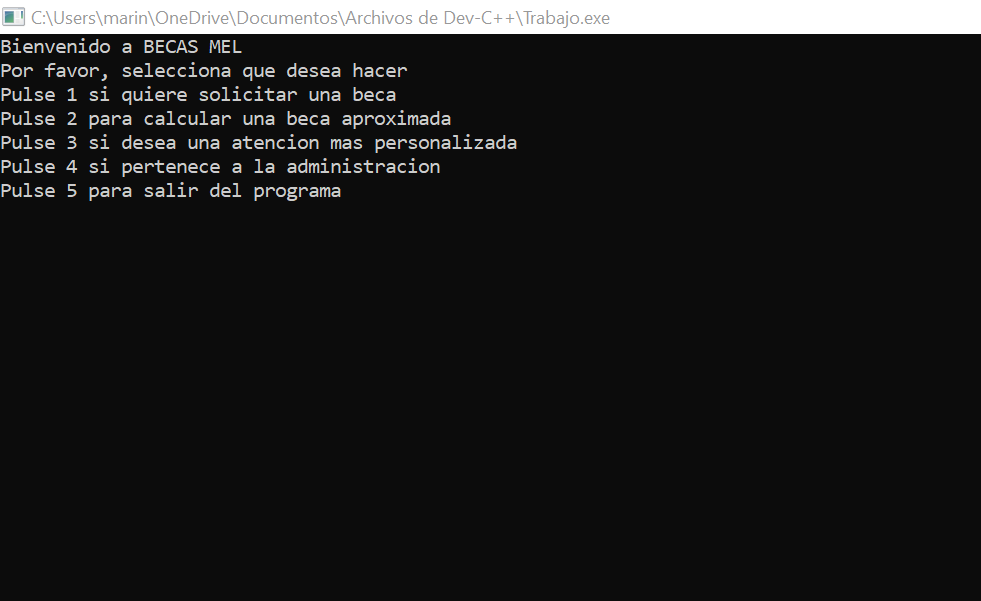 C:\Users\marin\OneDrive\Documentos\Archivos de Dev-C++\Trabajo.exe
Bienvenido a BECAS MEL
Por favor, selecciona que desea hacer
Pulse 1 si quiere solicitar una beca
Pulse 2 para calcular una beca aproximada
Pulse 3 si desea una atencion mas personalizada
Pulse 4 si pertenece a la administracion
Pulse 5 para salir del programa